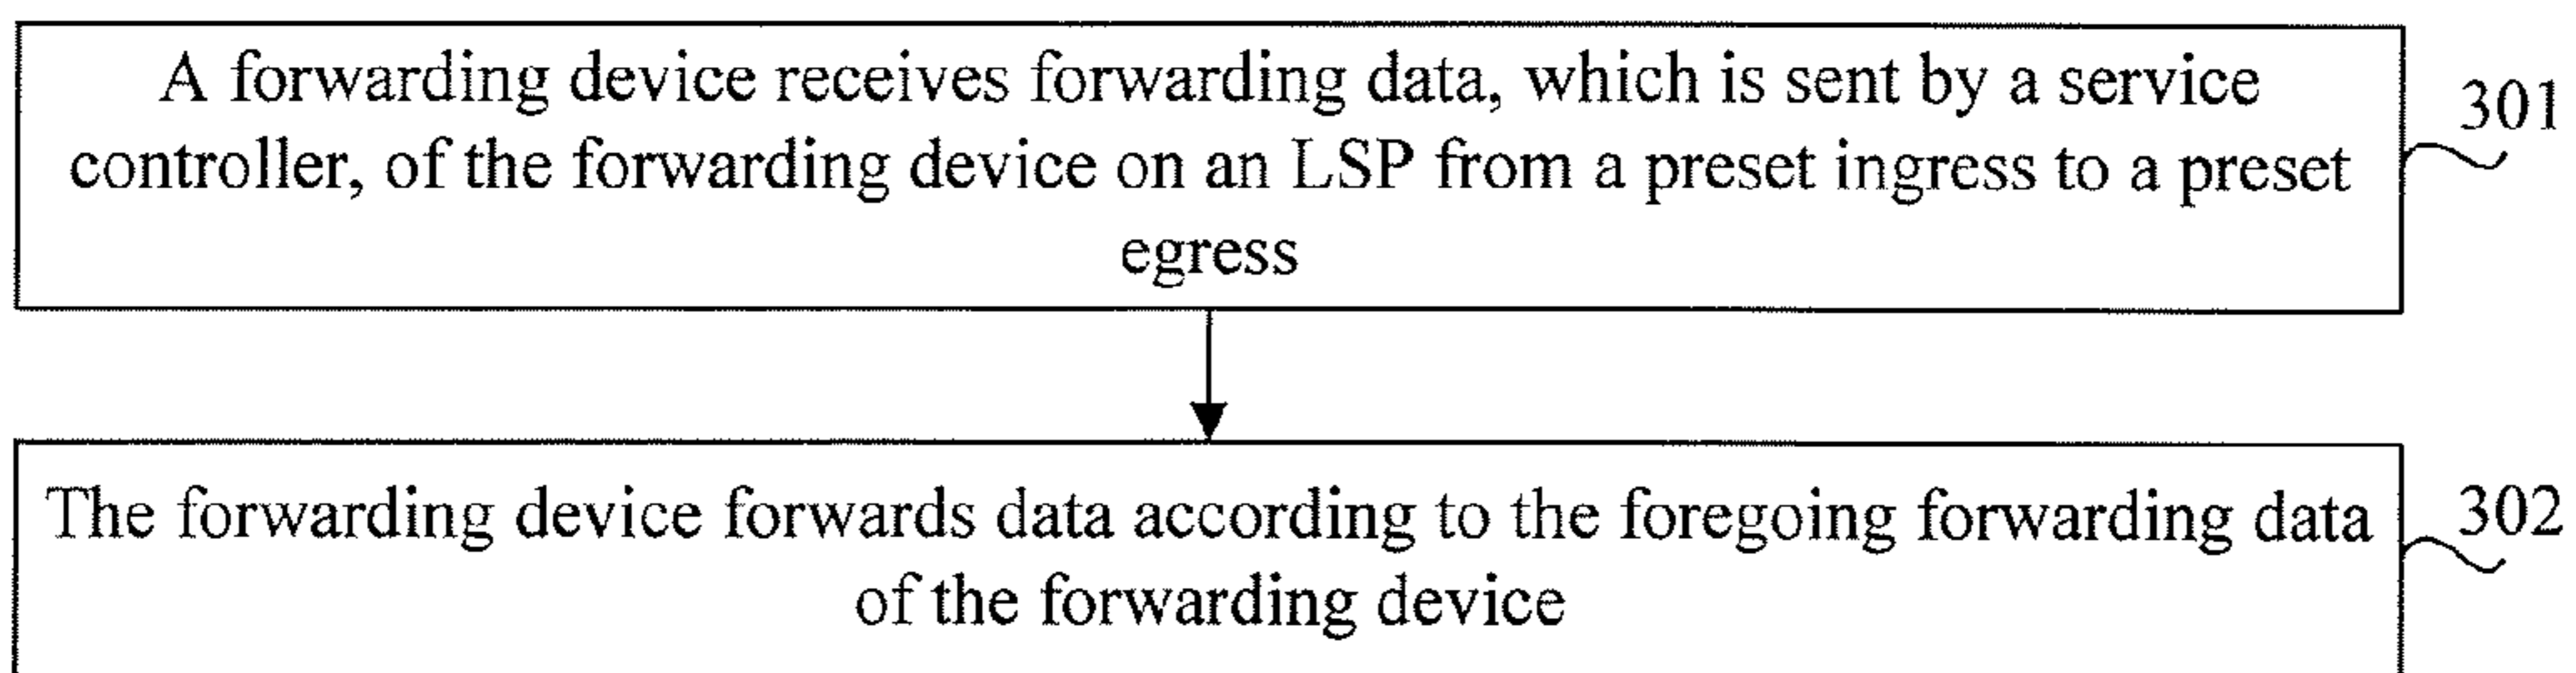 A forwarding device receives forwarding data, which is sent by a service
controller, of the forwarding device on an LSP from a preset ingress to a preset
egress
301
The forwarding device forwards data according to the foregoing forwarding data
of the forwarding device
302